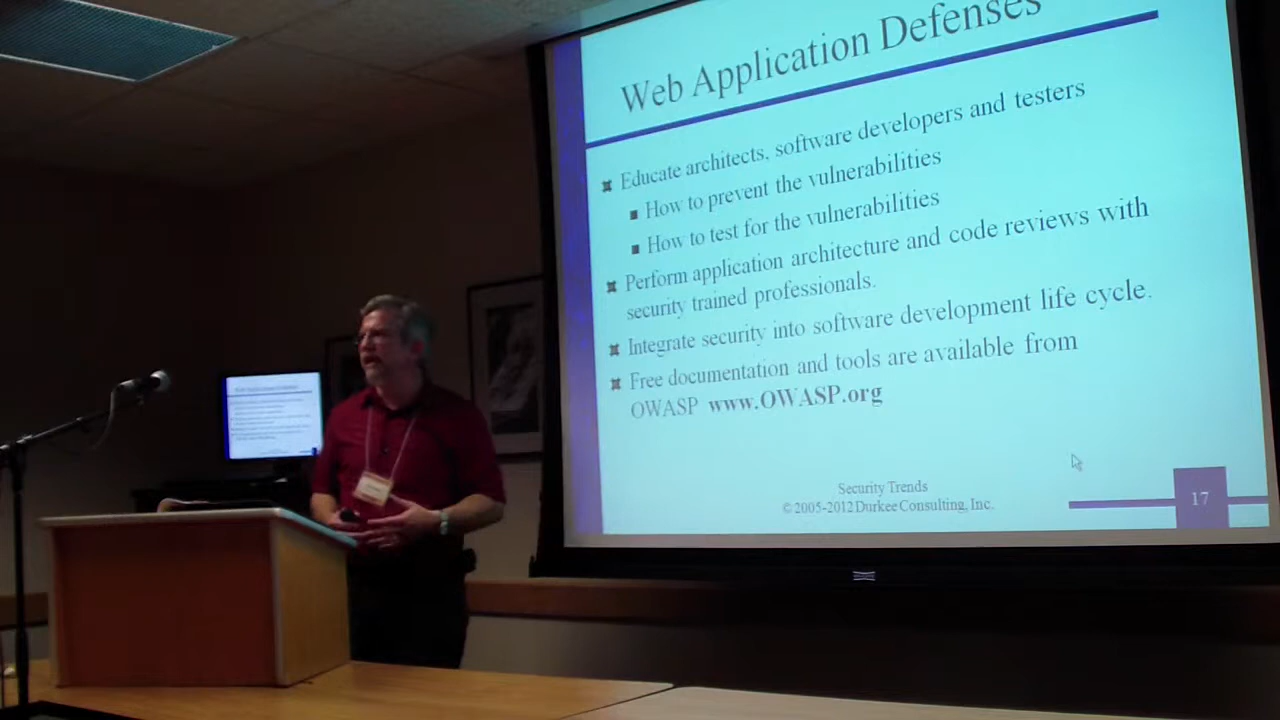 Web Application Defenses
Educate architects, software developers and testers
How to prevent the vulnerabilities
How to test for the vulnerabilities
Perform application architecture and code reviews with
security trained professionals.
Integrate security into software development life cycle.
Free documentation and tools are available from
OWASP www.OWASP.org
Security Trends
© 2005-2012 Durkee Consulting, Inc.
17